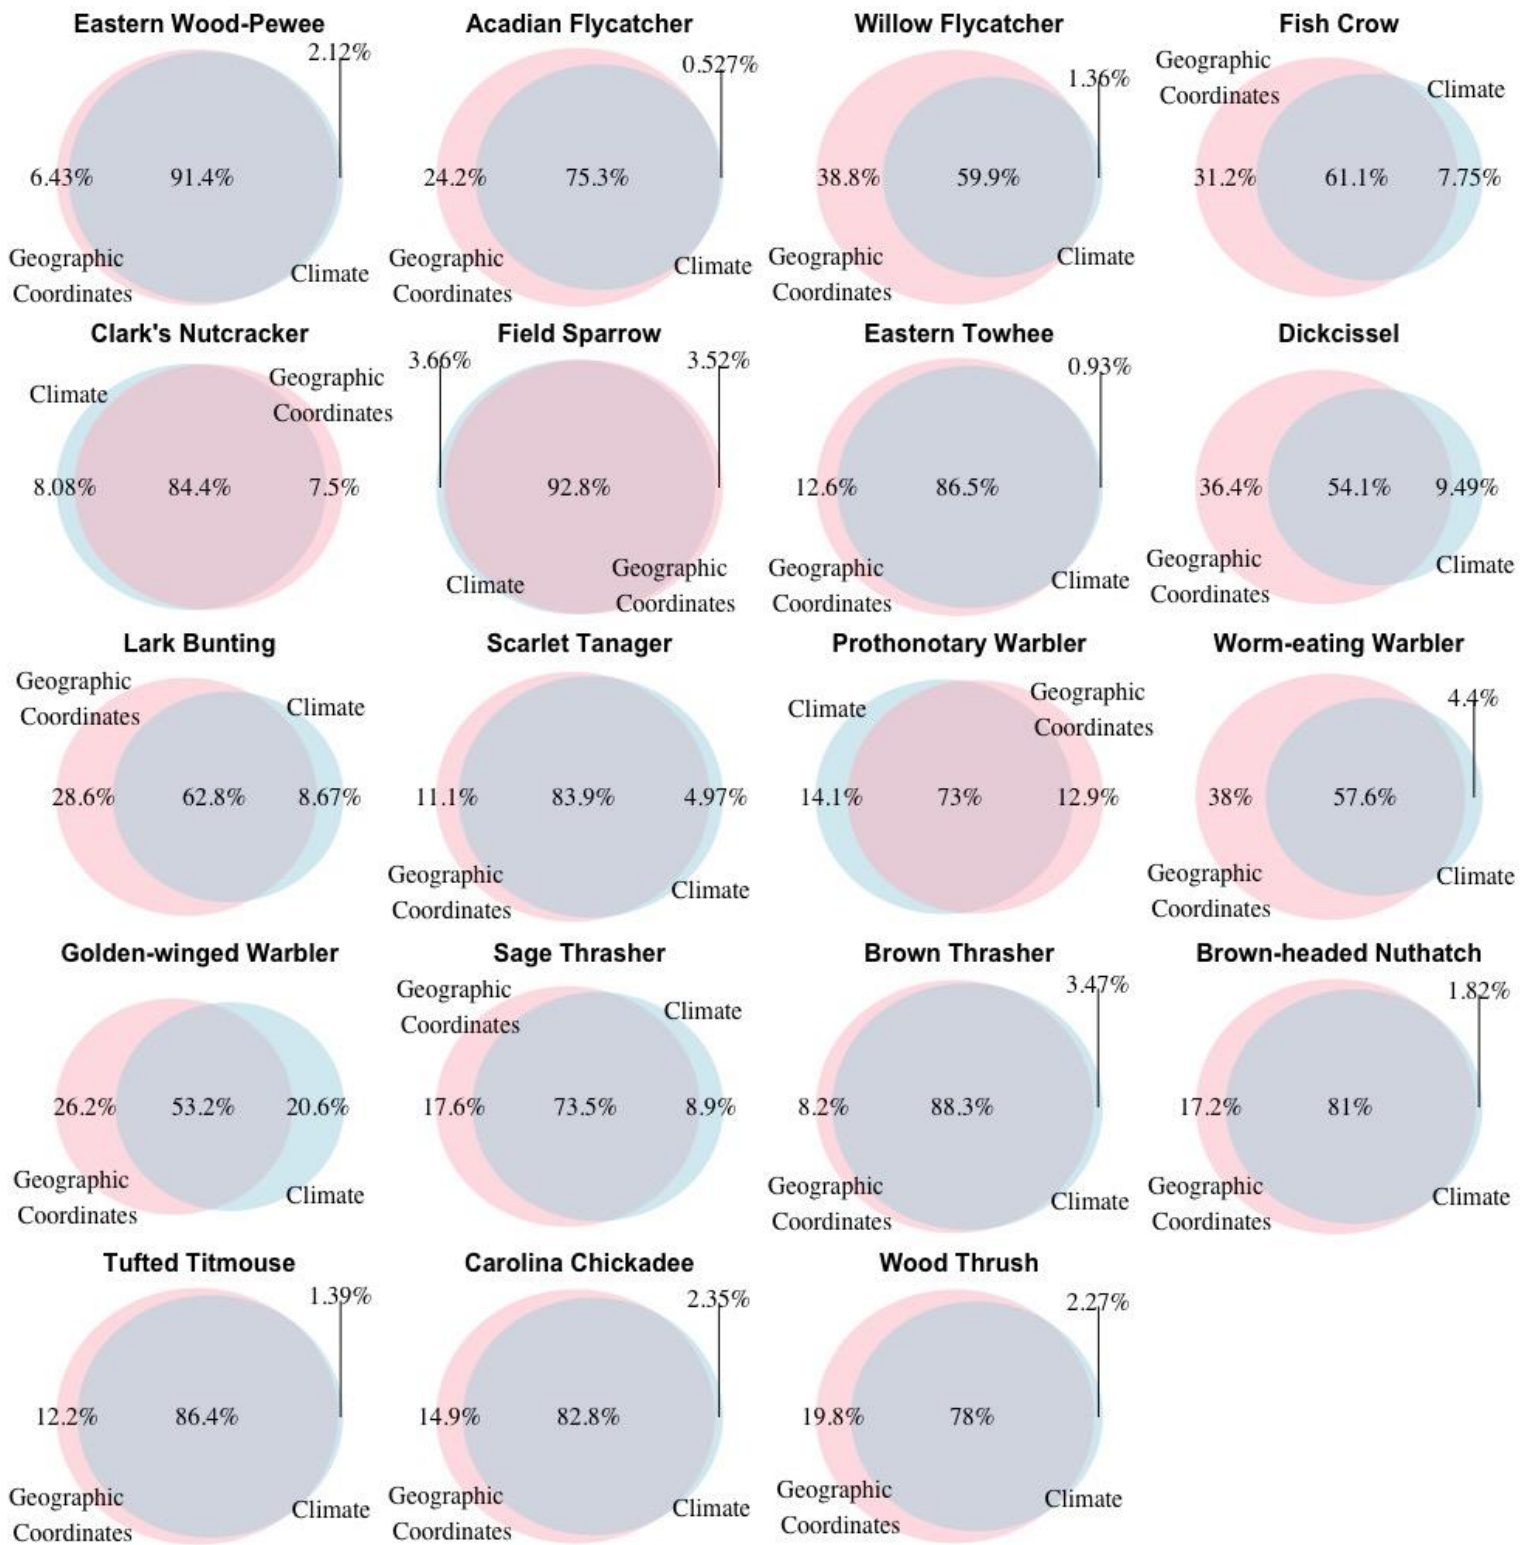 Eastern Wood-Pewee
2.12%
6.43%
91.4%
Geographic
Coordinates
Climate
Acadian Flycatcher
0.527%
24.2%
75.3%
Geographic
Coordinates
Climate
Willow Flycatcher
1.36%
38.8%
59.9%
Geographic
Coordinates
Climate
Fish Crow
Geographic
Coordinates
Climate
31.2%
61.1%
7.75%
Clark's Nutcracker
Climate
Geographic
Coordinates
8.08%
84.4%
7.5%
Field Sparrow
3.66%
3.52%
92.8%
Climate
Geographic
Coordinates
Eastern Towhee
0.93%
12.6%
86.5%
Geographic
Coordinates
Climate
Dickcissel
36.4%
54.1%
9.49%
Geographic
Coordinates
Climate
Lark Bunting
Geographic
Coordinates
Climate
28.6%
62.8%
8.67%
Scarlet Tanager
11.1%
83.9%
4.97%
Geographic
Coordinates
Climate
Prothonotary Warbler
Climate
Geographic
Coordinates
14.1%
73%
12.9%
Worm-eating Warbler
4.4%
38%
57.6%
Geographic
Coordinates
Climate
Golden-winged Warbler
26.2%
53.2%
20.6%
Geographic
Coordinates
Climate
Sage Thrasher
Geographic
Coordinates
Climate
17.6%
73.5%
8.9%
Brown Thrasher
3.47%
8.2%
88.3%
Geographic
Coordinates
Climate
Brown-headed Nuthatch
1.82%
17.2%
81%
Geographic
Coordinates
Climate
Tufted Titmouse
1.39%
12.2%
86.4%
Geographic
Coordinates
Climate
Carolina Chickadee
2.35%
14.9%
82.8%
Geographic
Coordinates
Climate
Wood Thrush
2.27%
19.8%
78%
Geographic
Coordinates
Climate